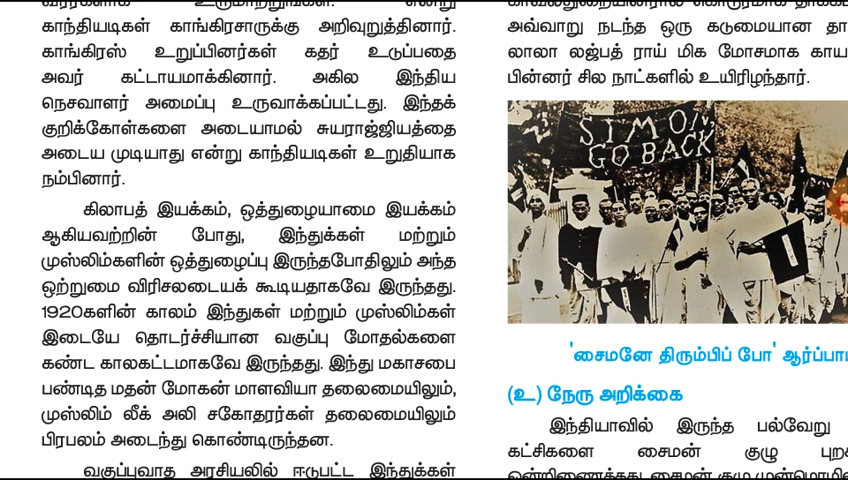 காந்தியடிகள் காங்கிரசாருக்கு அறிவுறுத்தினார்.
காங்கிரஸ் உறுப்பினர்கள் கதர் உடுப்பதை
அவர் கட்டாயமாக்கினார். அகில இந்திய
நெசவாளர் அமைப்பு உருவாக்கப்பட்டது. இந்தக்
குறிக்கோள்களை அடையாமல் சுயராஜ்ஜியத்தை
அடைய முடியாது என்று காந்தியடிகள் உறுதியாக
நம்பினார்.
கிலாபத் இயக்கம், ஒத்துழையாமை இயக்கம்
ஆகியவற்றின் போது, இந்துக்கள் மற்றும்
முஸ்லிம்களின் ஒத்துழைப்பு இருந்தபோதிலும் அந்த
ஒற்றுமை விரிசலடையக் கூடியதாகவே இருந்தது.
1920களின் காலம் இந்துகள் மற்றும் முஸ்லிம்கள்
இடையே தொடர்ச்சியான வகுப்பு மோதல்களை
கண்ட காலகட்டமாகவே இருந்தது. இந்து மகாசபை
பண்டித மதன் மோகன் மாளவியா தலைமையிலும்,
முஸ்லிம் லீக் அலி சகோதரர்கள் தலைமையிலும்
பிரபலம் அடைந்து கொண்டிருந்தன.
வகுப்புவாத அரசியலில் ஈடுபட்ட இந்துக்கள்
அவ்வாறு நடந்த ஒரு கடுமையான
லாலா லஜ்பத் ராய் மிக மோசமாக
பின்னர் சில நாட்களில் உயிரிழந்தார்.
SIMON
GO BACK
'சைமனே திரும்பிப் போ'
(உ) நேரு அறிக்கை
இந்தியாவில் இருந்த பல்வேறு
கட்சிகளை சைமன் குழு